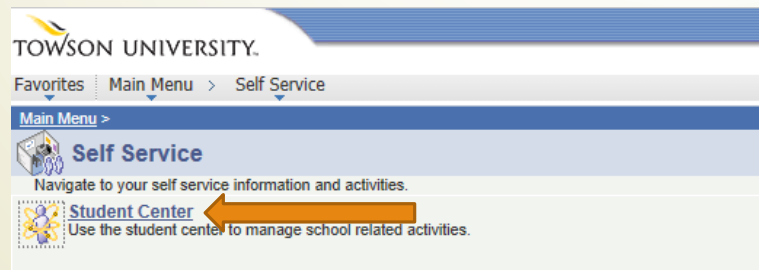 TOWSON UNIVERSITY.
Favorites Main Menu > Self Service
Main Menu >
Self Service
Navigate to your self service information and activities.
Student Center
Use the student center to manage school related activities.